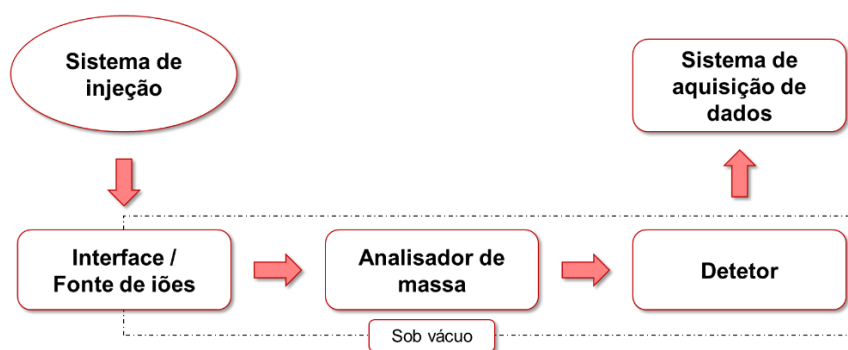 Sistema de
injeção
Sistema de
aquisição de
dados
Interface /
Fonte de iões
Analisador de
massa
Detetor
Sob vácuo